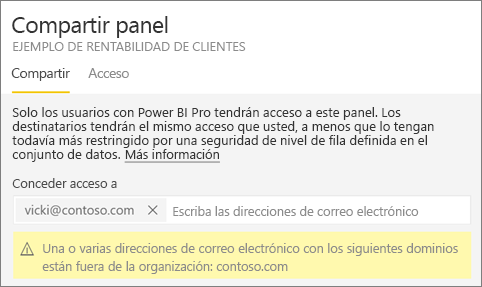 Compartir panel
EJEMPLO DE RENTABILIDAD DE CLIENTES
Compartir Acceso
Solo los usuarios con Power BI Pro tendrán acceso a este panel. Los
destinatarios tendrán el mismo acceso que usted, a menos que lo tengan
todavía más restringido por una seguridad de nivel de fila definida en el
conjunto de datos. Más información
Conceder acceso a
vicki@contoso.com Escriba las direcciones de correo electrónico
Una o varias direcciones de correo electrónico con los siguientes dominios
están fuera de la organización: contoso.com